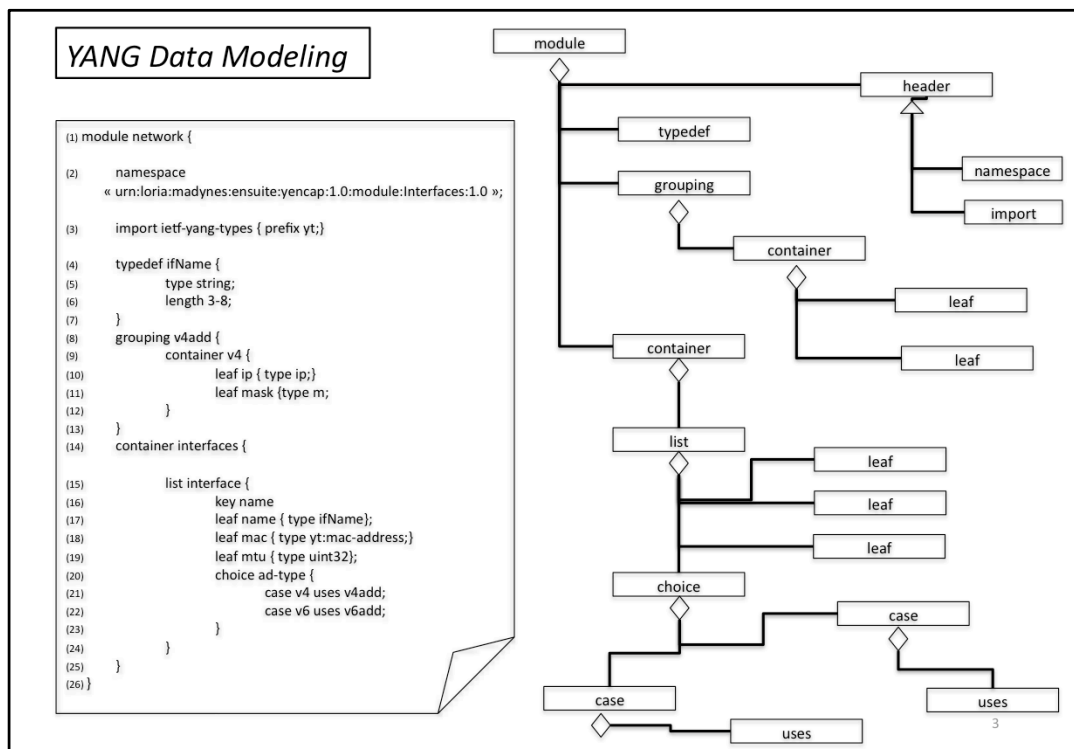 YANG Data Modeling
(1) module network {
(2) namespace
« urn:loria:madynes:ensuite:yencap:1.0:module:Interfaces:1.0 »;
(3) import ietf-yang-types { prefix yt;}
(4) typedef ifName {
(5) type string;
(6) length 3-8;
(7) }
(8) grouping v4add {
(9) container v4 {
(10) leaf ip { type ip;}
(11) leaf mask {type m;
(12) }
(13) }
(14) container interfaces {
(15) list interface {
(16) key name
(17) leaf name { type ifName};
(18) leaf mac { type yt:mac-address;}
(19) leaf mtu { type uint32};
(20) choice ad-type {
(21) case v4 uses v4add;
(22) case v6 uses v6add;
(23) }
(24) }
(25) }
(26) }
module
header
typedef
namespace
grouping
import
container
leaf
container
leaf
list
leaf
leaf
leaf
choice
case
case
uses
uses
3